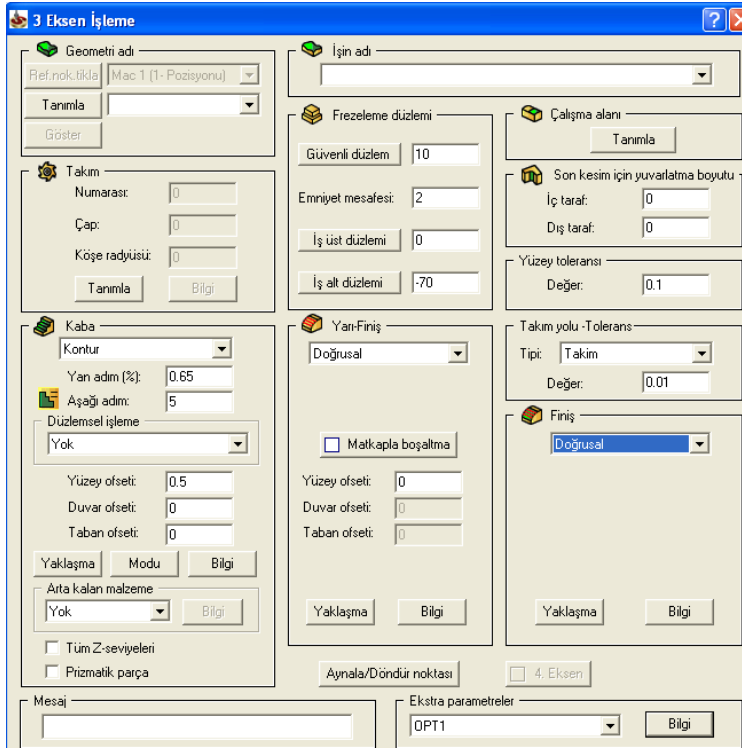 3 Eksen İşleme
Geometri adı
Ref.nok.tikla Mac 1 (1- Pozisyonu)
Tanımla
Göster
İşin adı
Takım
Numarası: 0
Çap: 0
Köşe radyüsü: 0
Tanımla Bilgi
Frezeleme düzlemi
Güvenli düzlem 10
Emniyet mesafesi: 2
İş üst düzlemi 0
İş alt düzlemi -70
Çalışma alanı
Tanımla
Son kesim için yuvarlatma boyutu
İç taraf: 0
Dış taraf: 0
Yüzey toleransı
Değer: 0.1
Kaba
Kontur
Yan adım (%): 0.65
Aşağı adım: 5
Düzlemsel işleme
Yok
Yüzey ofseti: 0.5
Duvar ofseti: 0
Taban ofseti: 0
Yaklaşma Modu Bilgi
Arta kalan malzeme
Yok Bilgi
Tüm Z-seviyeleri
Prizmatik parça
Yarı-Finiş
Doğrusal
Matkapla boşaltma
Yüzey ofseti: 0
Duvar ofseti: 0
Taban ofseti: 0
Yaklaşma Bilgi
Takım yolu -Tolerans
Tipi: Takim
Değer: 0.01
Finiş
Doğrusal
Yaklaşma Bilgi
Aynala/Döndür noktası 4. Eksen
Mesaj
Ekstra parametreler
OPT1 Bilgi